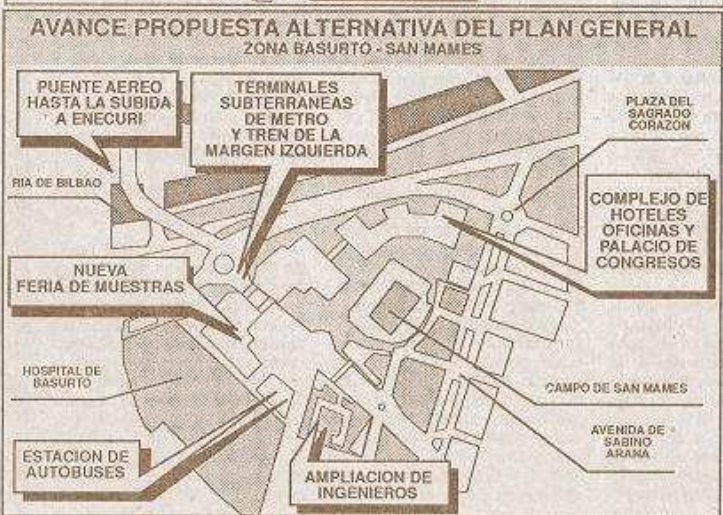 AVANCE PROPUESTA ALTERNATIVA DEL PLAN GENERAL
ZONA BASURTO - SAN MAMES
PUENTE AEREO
HASTA LA SUBIDA
A ENECURI
TERMINALES
SUBTERRANEAS
DE METRO
Y TREN DE LA
MARGEN IZQUIERDA
PLAZA DEL
SAGRADO
CORAZON
RIA DE BILBAO
COMPLEJO DE
HOTELES
OFICINAS Y
PALACIO DE
CONGRESOS
NUEVA
FERIA DE MUESTRAS
HOSPITAL DE
BASURTO
CAMPO DE SAN MAMES
AVENIDA DE
SABINO
ARANA
ESTACION DE
AUTOBUSES
AMPLIACION DE
INGENIEROS